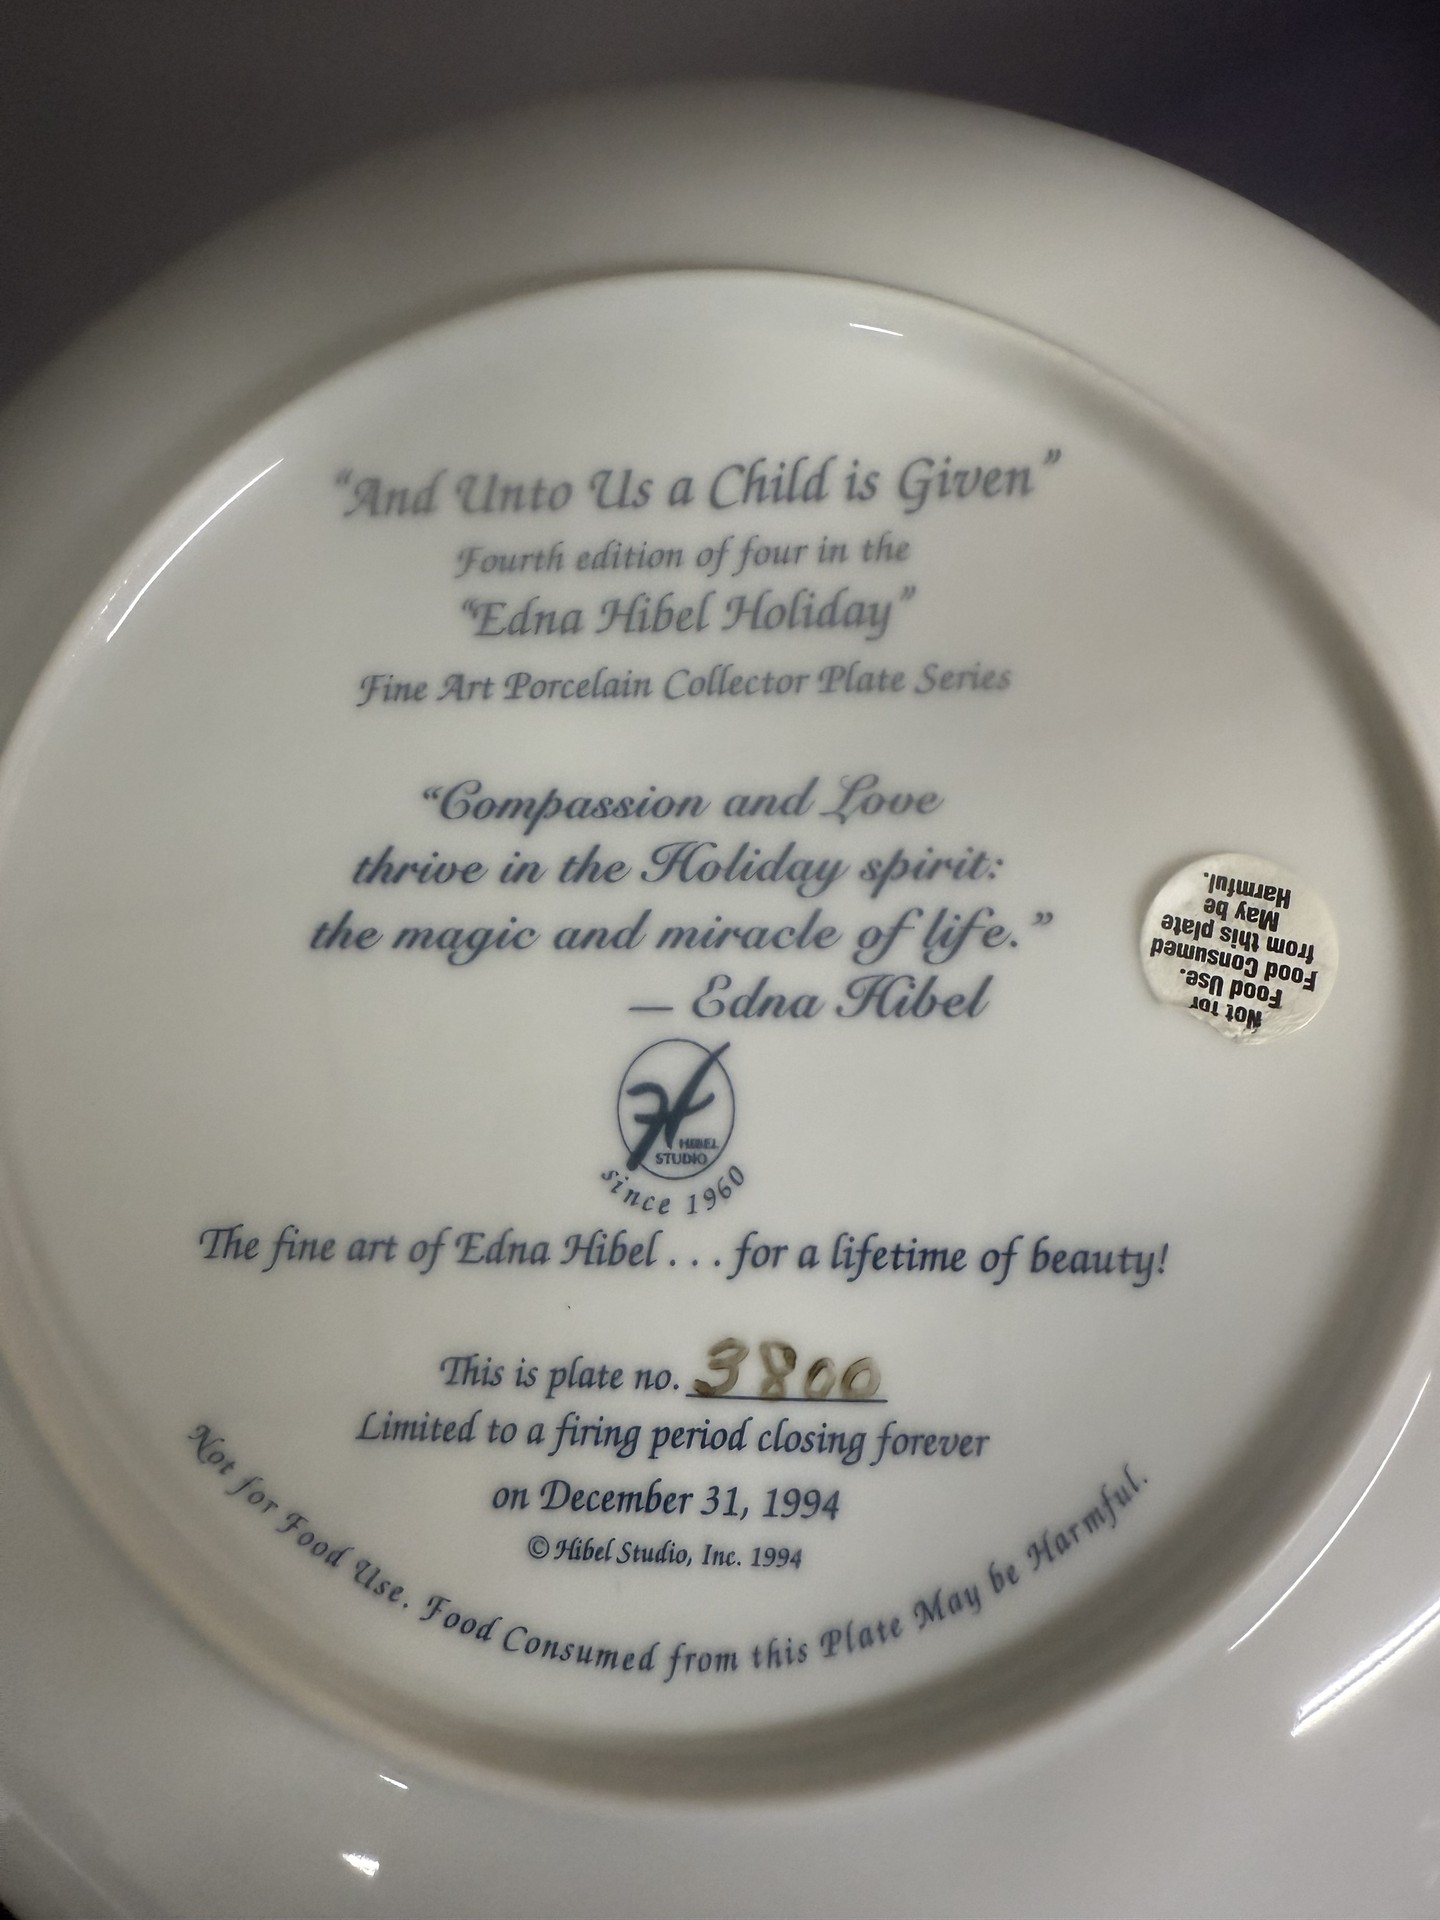 “And Unto Us a Child is Given”
Fourth edition of four in the
“Edna Hibel Holiday”
Fine Art Porcelain Collector Plate Series
“Compassion and Love
thrive in the Holiday spirit:
the magic and miracle of life.”
— Edna Hibel
H
HIBEL
STUDIO
since 1960
The fine art of Edna Hibel . . . for a lifetime of beauty!
This is plate no. 3800
Limited to a firing period closing forever
on December 31, 1994
© Hibel Studio, Inc. 1994
Not for Food Use. Food Consumed from this Plate May be Harmful.
Not for
Food Use.
Food Consumed
from this plate
May be
Harmful.